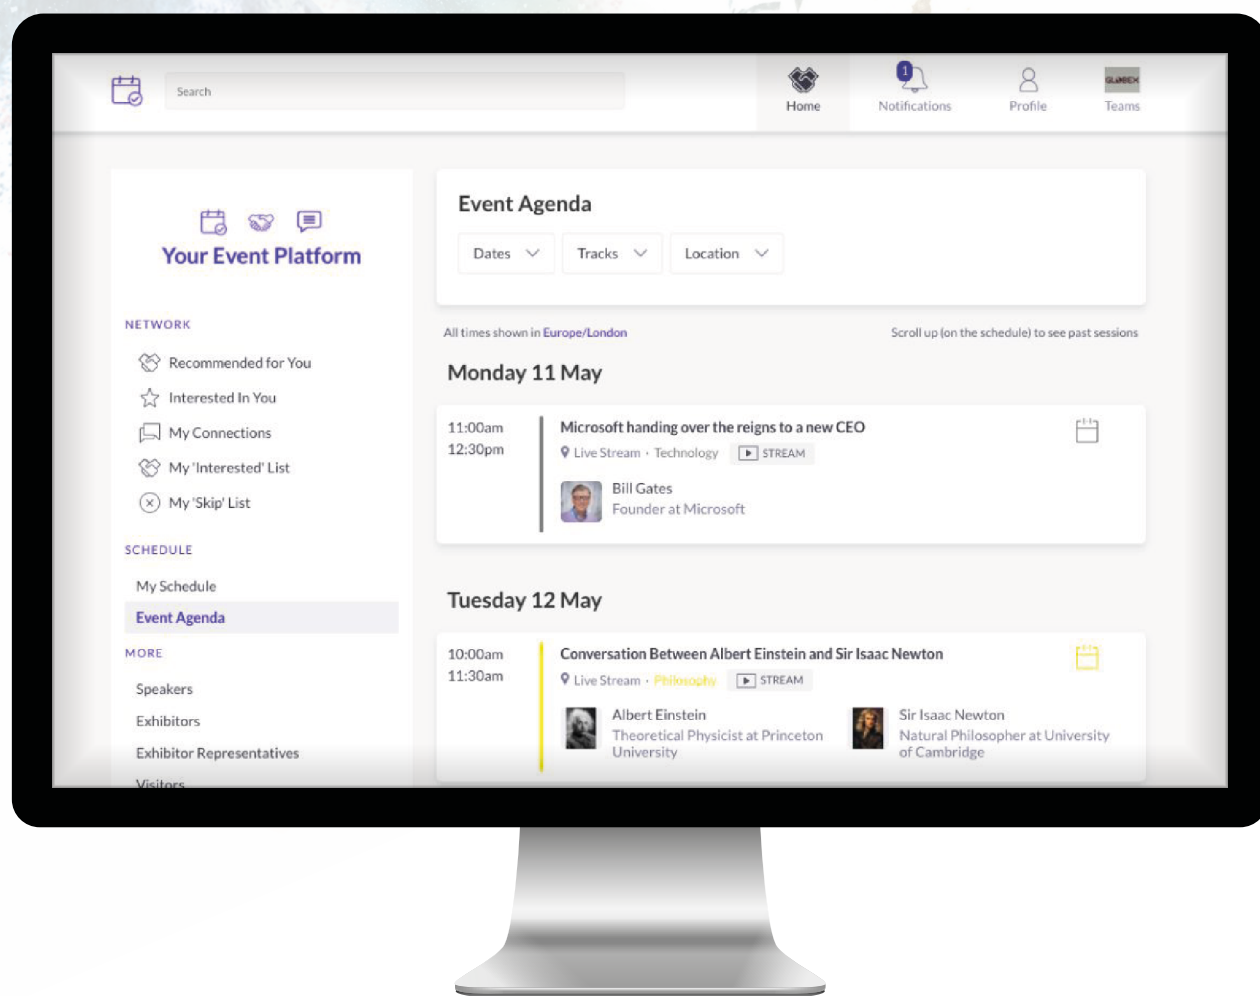 Search
Home
1
Notifications
Profile
GLOBEX
Teams
Your Event Platform
NETWORK
Recommended for You
Interested In You
My Connections
My 'Interested' List
My 'Skip' List
SCHEDULE
My Schedule
Event Agenda
MORE
Speakers
Exhibitors
Exhibitor Representatives
Visitors
Event Agenda
Dates
Tracks
Location
All times shown in Europe/London
Scroll up (on the schedule) to see past sessions
Monday 11 May
11:00am
12:30pm
Microsoft handing over the reigns to a new CEO
Live Stream · Technology STREAM
Bill Gates
Founder at Microsoft
Tuesday 12 May
10:00am
11:30am
Conversation Between Albert Einstein and Sir Isaac Newton
Live Stream · Philosophy STREAM
Albert Einstein
Theoretical Physicist at Princeton
University
Sir Isaac Newton
Natural Philosopher at University
of Cambridge